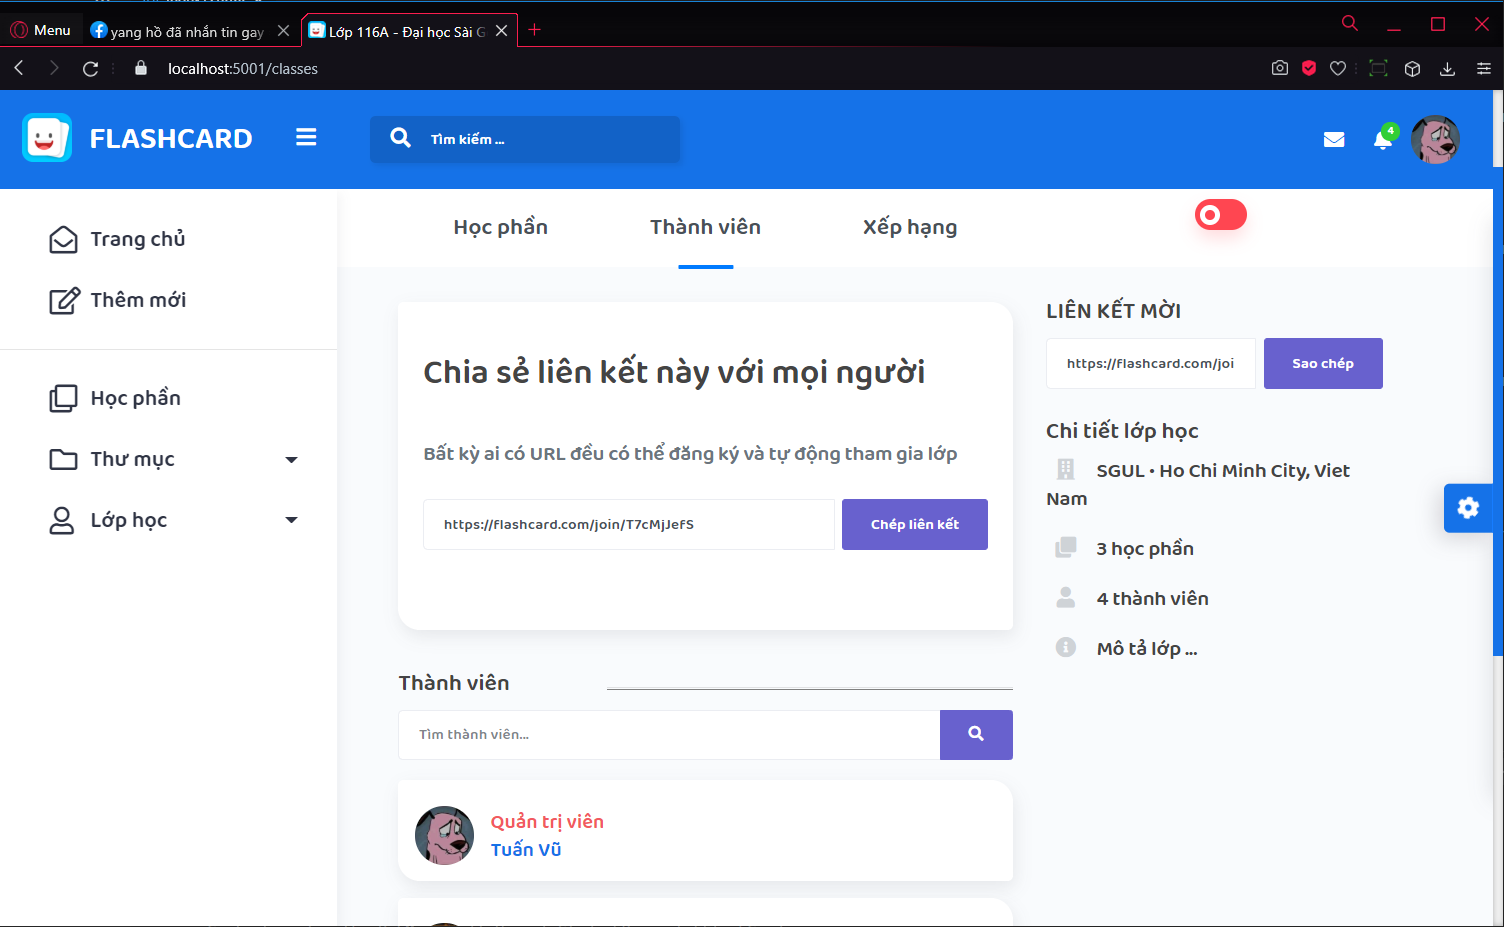 Menu
yang hồ đã nhắn tin gay
Lớp 116A - Đại học Sài G
localhost:5001/classes
FLASHCARD
Tìm kiếm ...
4
Trang chủ
Thêm mới
Học phần
Thư mục
Lớp học
Học phần
Thành viên
Xếp hạng
Chia sẻ liên kết này với mọi người
Bất kỳ ai có URL đều có thể đăng ký và tự động tham gia lớp
https://flashcard.com/join/T7cMjJefS
Chép liên kết
Thành viên
Tìm thành viên...
Quản trị viên
Tuấn Vũ
LIÊN KẾT MỜI
https://flashcard.com/joi
Sao chép
Chi tiết lớp học
SGUL • Ho Chi Minh City, Viet
Nam
3 học phần
4 thành viên
Mô tả lớp ...